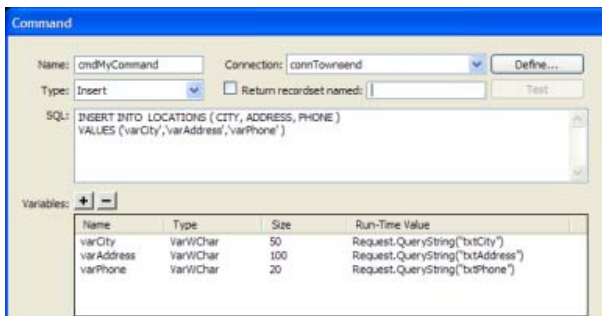 Command
Name: cmdMyCommand Connection: connTownsend Define...
Type: Insert Return recordset named: Test
SQL: INSERT INTO LOCATIONS ( CITY, ADDRESS, PHONE )
VALUES ('varCity','varAddress','varPhone' )
Variables: + −
Name Type Size Run-Time Value
varCity VarWChar 50 Request.QueryString("txtCity")
varAddress VarWChar 100 Request.QueryString("txtAddress")
varPhone VarWChar 20 Request.QueryString("txtPhone")